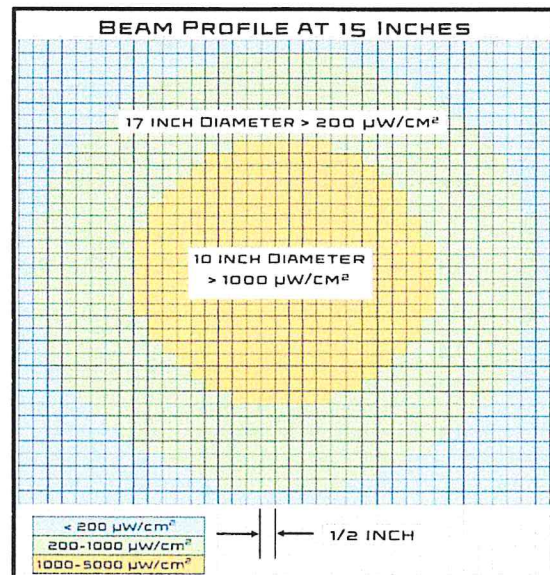 BEAM PROFILE AT 15 INCHES
17 INCH DIAMETER > 200 µW/CM²
10 INCH DIAMETER
> 1000 µW/CM²
< 200 µW/cm²
200-1000 µW/cm²
1000-5000 µW/cm²
1/2 INCH